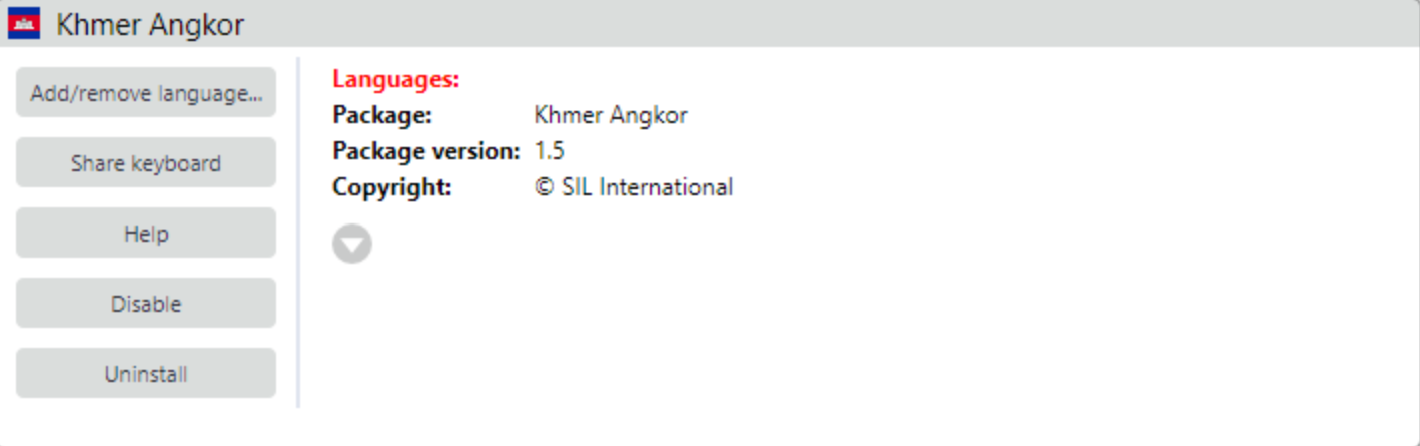 Khmer Angkor
Add/remove language...
Share keyboard
Help
Disable
Uninstall
Languages:
Package: Khmer Angkor
Package version: 1.5
Copyright: © SIL International